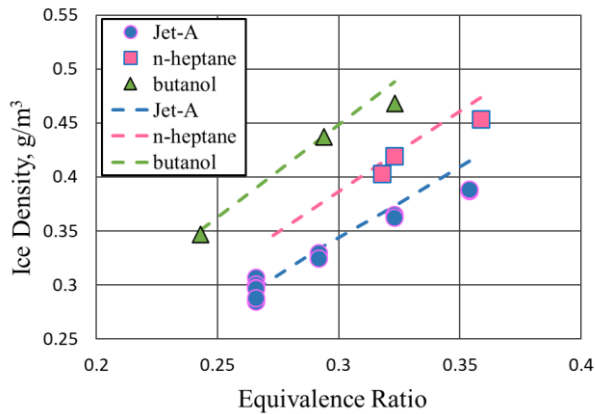 0.55
0.5
0.45
0.4
0.35
0.3
0.25
Ice Density, g/m³
Jet-A
n-heptane
butanol
Jet-A
n-heptane
butanol
0.2
0.25
0.3
0.35
0.4
Equivalence Ratio